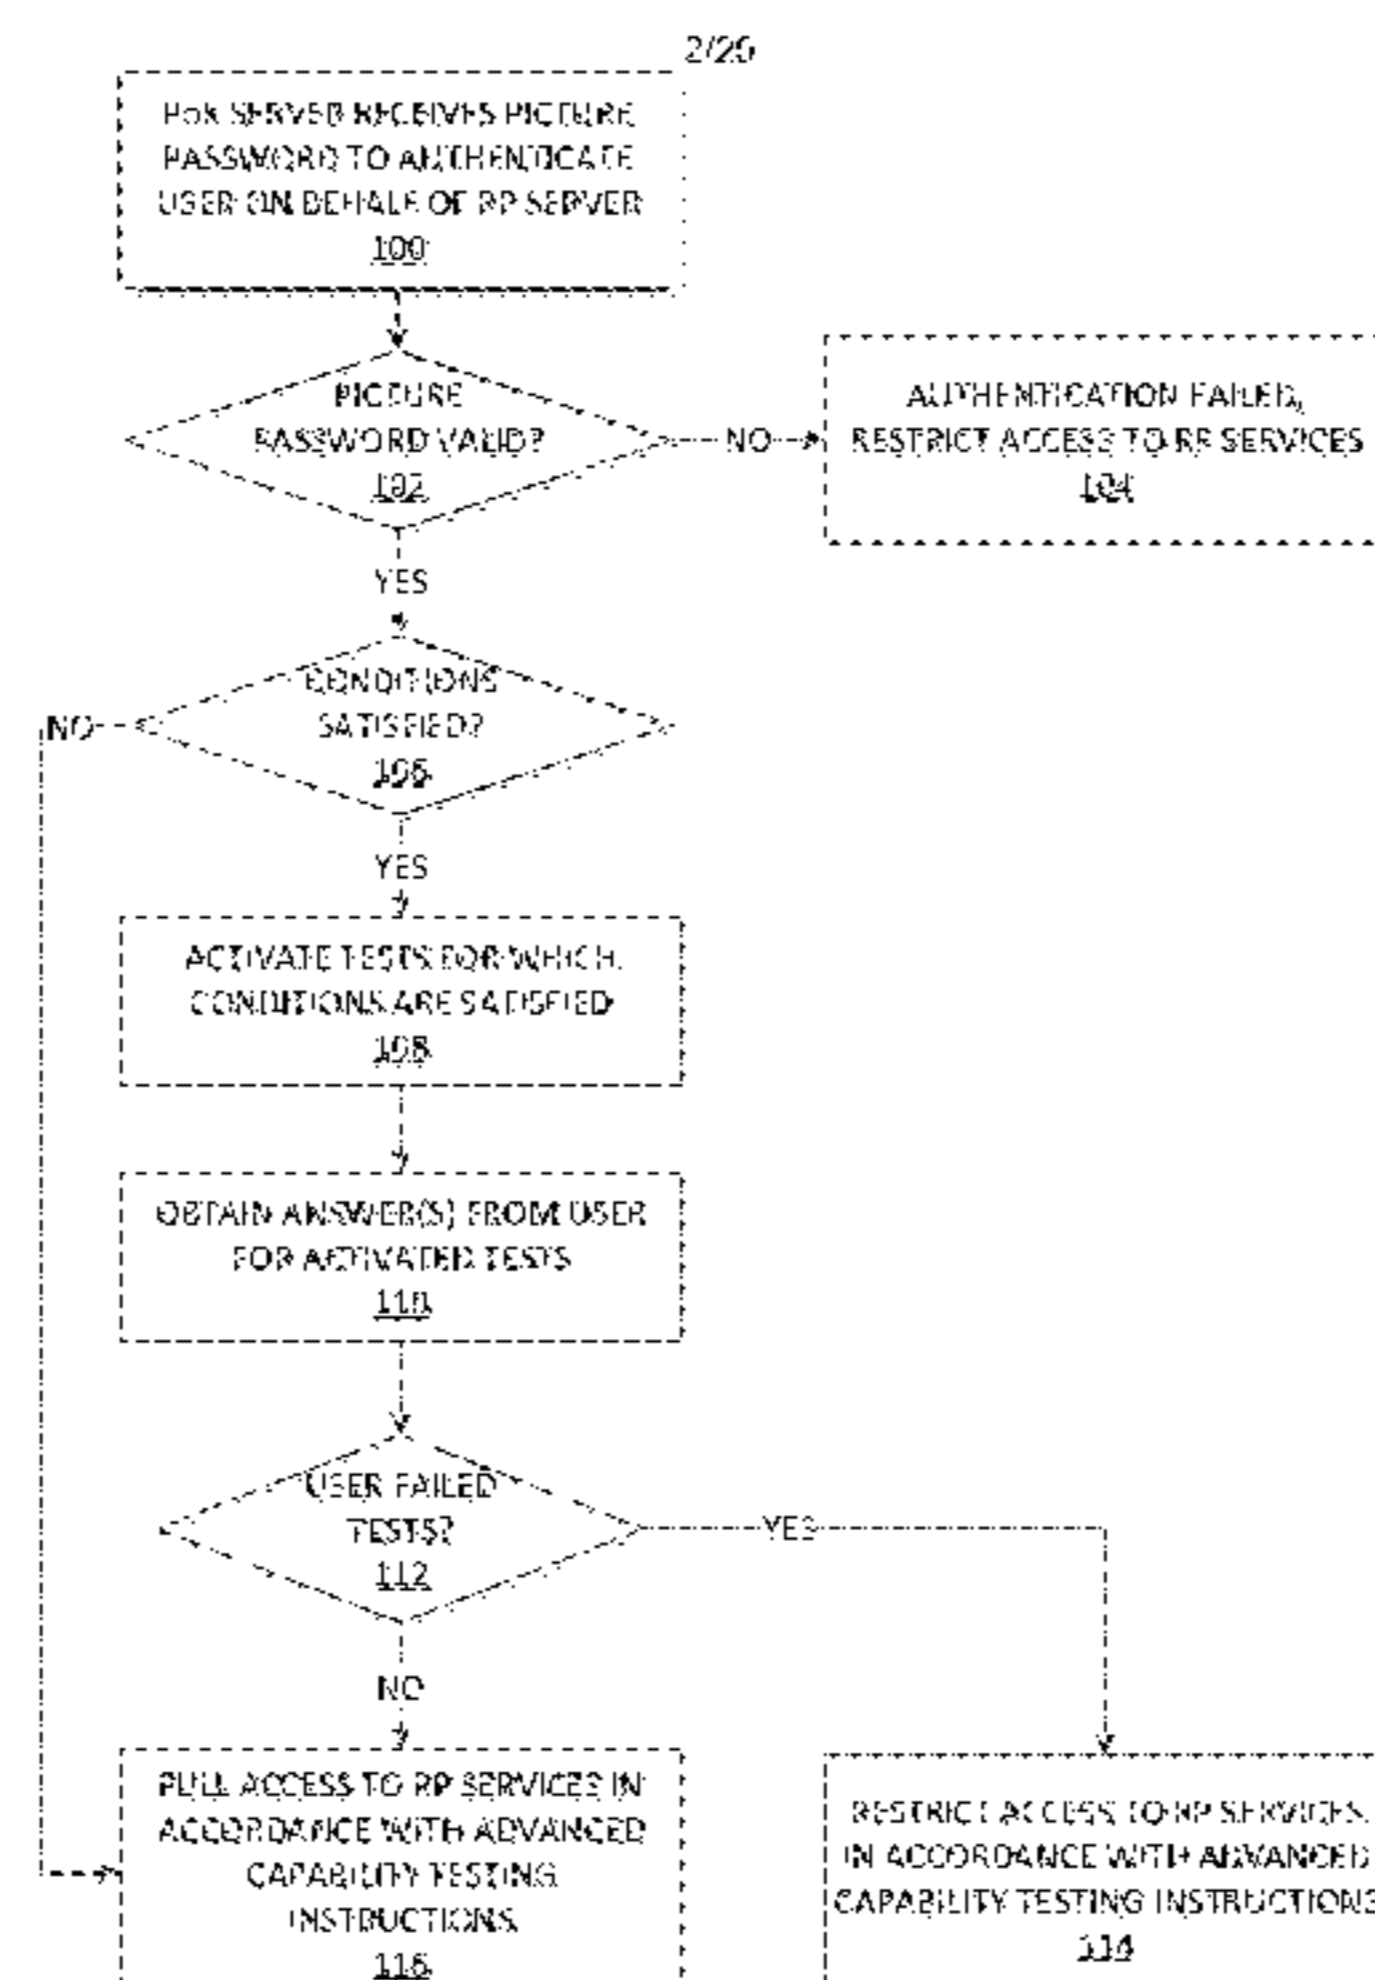 2/20
PoK SERVER RECEIVES PICTURE
PASSWORD TO AUTHENTICATE
USER ON BEHALF OF RP SERVER
100
PICTURE
PASSWORD VALID?
102
NO
AUTHENTICATION FAILED,
RESTRICT ACCESS TO RP SERVICES
104
YES
CONDITIONS
SATISFIED?
106
NO
YES
ACTIVATE TESTS FOR WHICH
CONDITIONS ARE SATISFIED
108
OBTAIN ANSWER(S) FROM USER
FOR ACTIVATED TESTS
110
USER FAILED
TESTS?
112
YES
NO
FULL ACCESS TO RP SERVICES IN
ACCORDANCE WITH ADVANCED
CAPABILITY TESTING
INSTRUCTIONS
116
RESTRICT ACCESS TO RP SERVICES
IN ACCORDANCE WITH ADVANCED
CAPABILITY TESTING INSTRUCTIONS
114